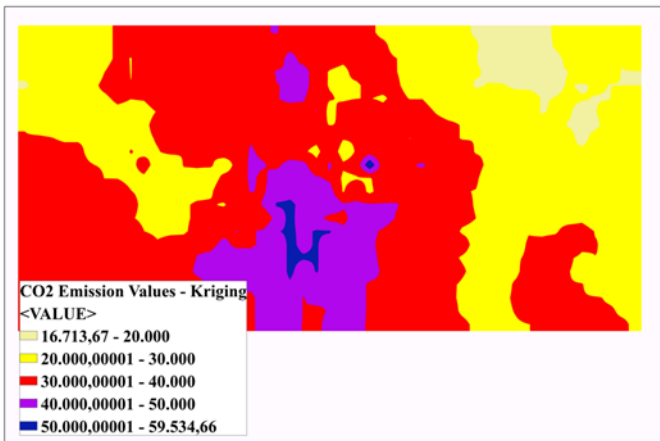 CO2 Emission Values - Kriging
<VALUE>
16.713,67 - 20.000
20.000,00001 - 30.000
30.000,00001 - 40.000
40.000,00001 - 50.000
50.000,00001 - 59.534,66